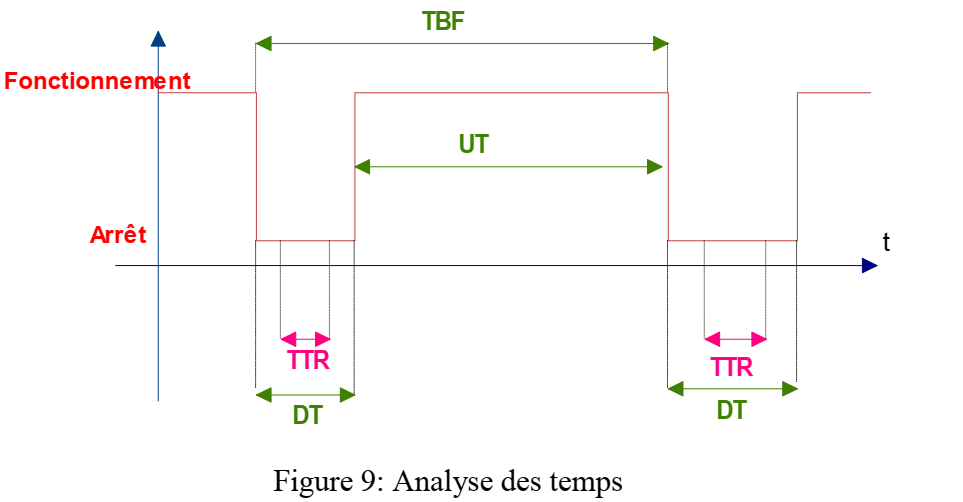 TBF
Fonctionnement
UT
Arrêt
t
TTR
TTR
DT
DT
Figure 9: Analyse des temps